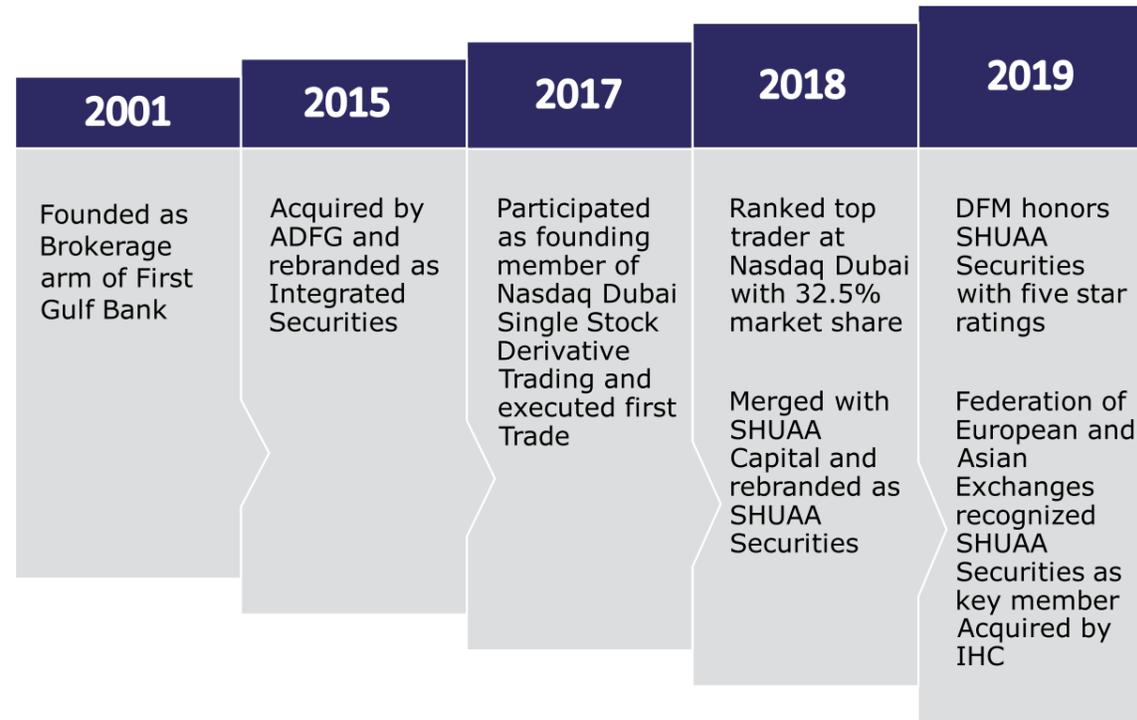 2001
Founded as
Brokerage
arm of First
Gulf Bank
2015
Acquired by
ADFG and
rebranded as
Integrated
Securities
2017
Participated
as founding
member of
Nasdaq Dubai
Single Stock
Derivative
Trading and
executed first
Trade
2018
Ranked top
trader at
Nasdaq Dubai
with 32.5%
market share
Merged with
SHUAA
Capital and
rebranded as
SHUAA
Securities
2019
DFM honors
SHUAA
Securities
with five star
ratings
Federation of
European and
Asian
Exchanges
recognized
SHUAA
Securities as
key member
Acquired by
IHC